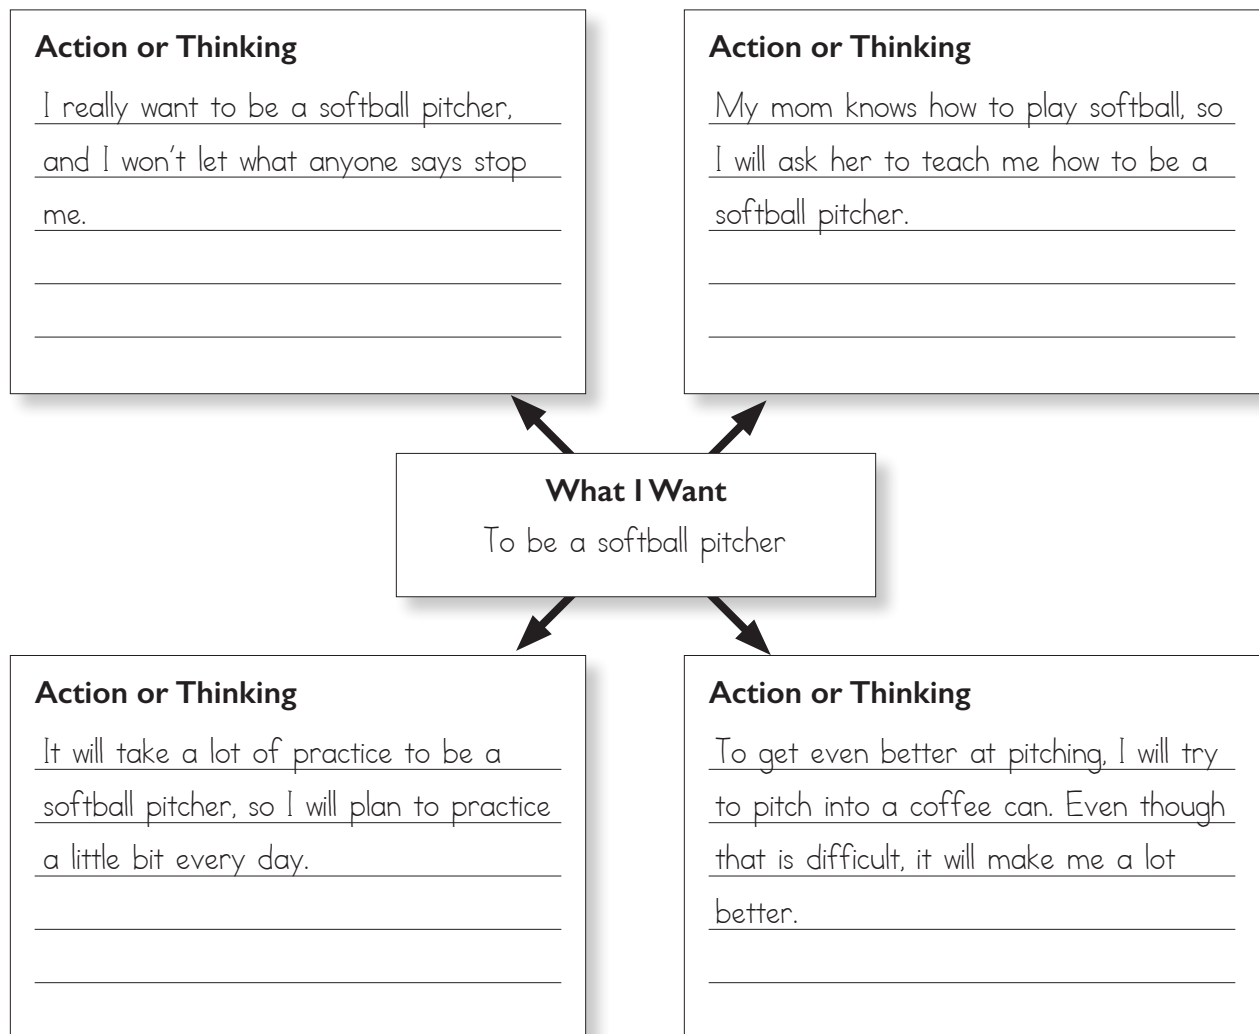 Action or Thinking
I really want to be a softball pitcher,
and I won't let what anyone says stop
me.
Action or Thinking
My mom knows how to play softball, so
I will ask her to teach me how to be a
softball pitcher.
What I Want
To be a softball pitcher
Action or Thinking
It will take a lot of practice to be a
softball pitcher, so I will plan to practice
a little bit every day.
Action or Thinking
To get even better at pitching, I will try
to pitch into a coffee can. Even though
that is difficult, it will make me a lot
better.